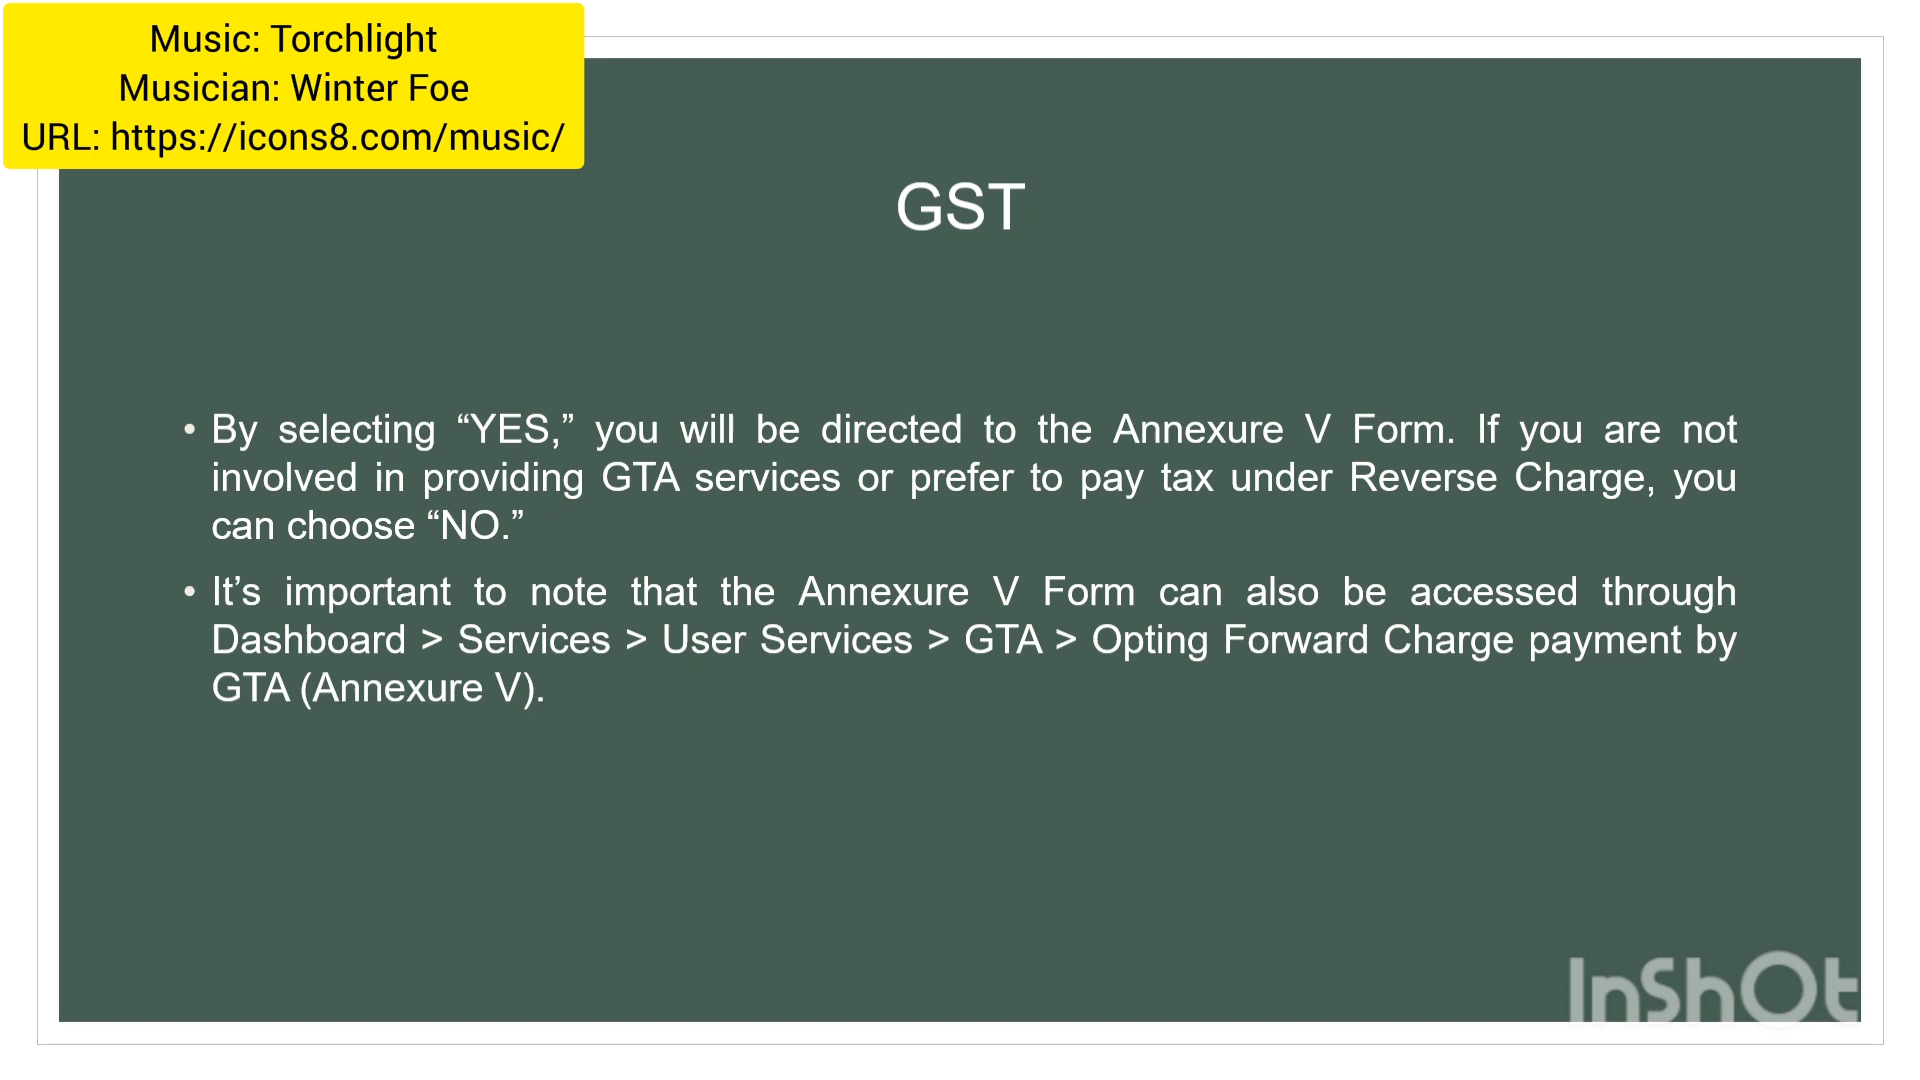 Music: Torchlight
Musician: Winter Foe
URL: https://icons8.com/music/
GST
• By selecting “YES,” you will be directed to the Annexure V Form. If you are not
involved in providing GTA services or prefer to pay tax under Reverse Charge, you
can choose “NO.”
• It’s important to note that the Annexure V Form can also be accessed through
Dashboard > Services > User Services > GTA > Opting Forward Charge payment by
GTA (Annexure V).
InShOt